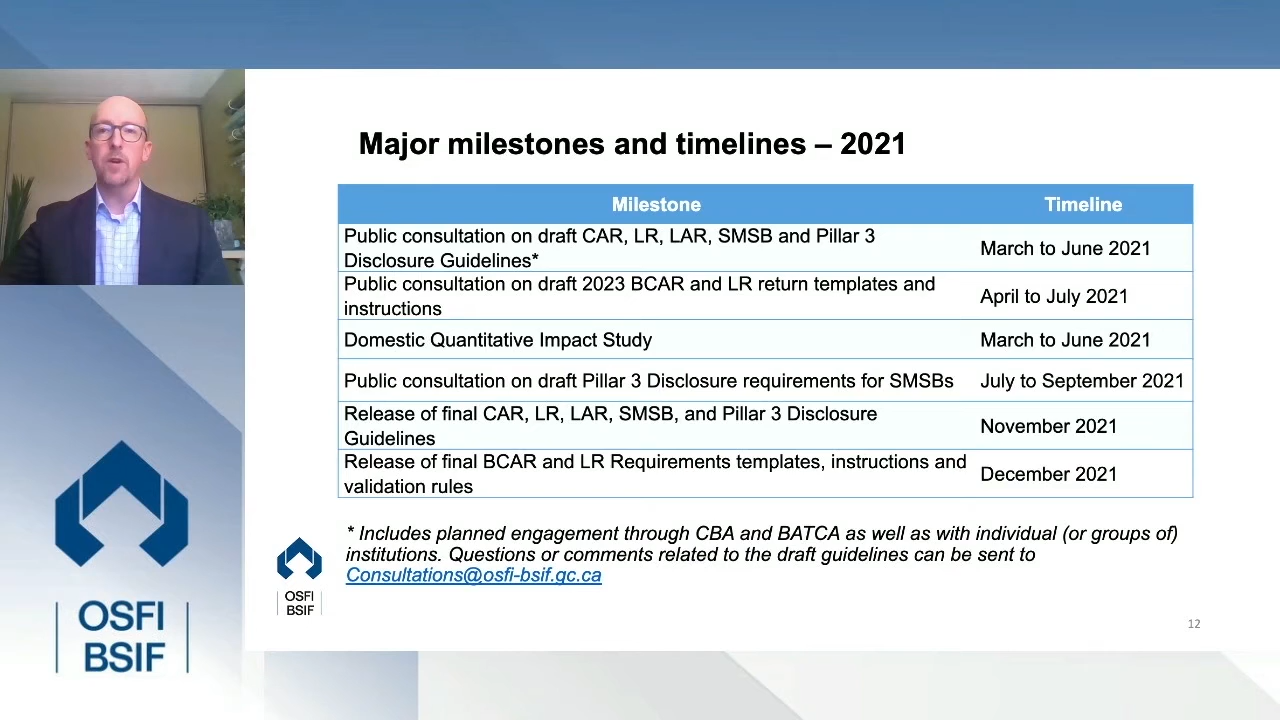 Major milestones and timelines – 2021
Milestone
Timeline
Public consultation on draft CAR, LR, LAR, SMSB and Pillar 3
Disclosure Guidelines*
March to June 2021
Public consultation on draft 2023 BCAR and LR return templates and
instructions
April to July 2021
Domestic Quantitative Impact Study
March to June 2021
Public consultation on draft Pillar 3 Disclosure requirements for SMSBs
July to September 2021
Release of final CAR, LR, LAR, SMSB, and Pillar 3 Disclosure
Guidelines
November 2021
Release of final BCAR and LR Requirements templates, instructions and
validation rules
December 2021
* Includes planned engagement through CBA and BATCA as well as with individual (or groups of)
institutions. Questions or comments related to the draft guidelines can be sent to
Consultations@osfi-bsif.gc.ca
OSFI
BSIF
12
OSFI
BSIF